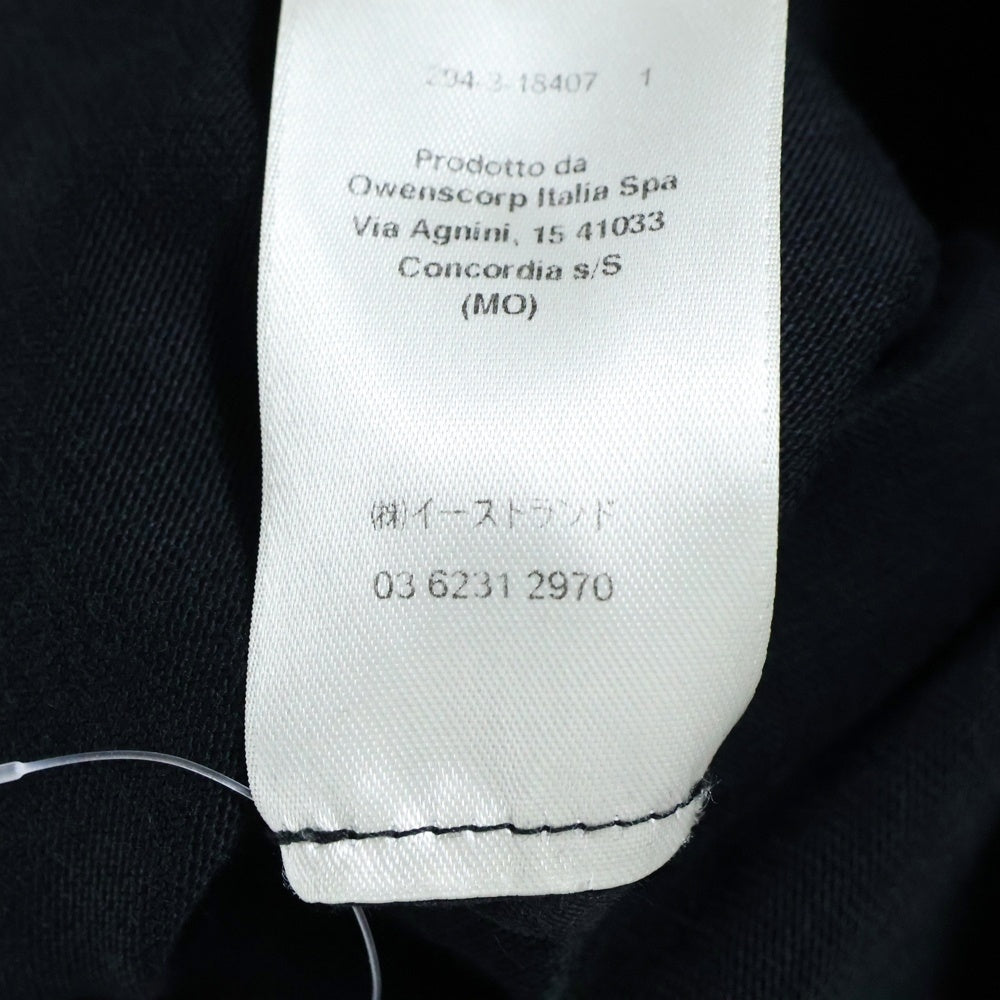 294-3-18407 1
Prodotto da
Owenscorp Italia Spa
Via Agnini, 15 41033
Concordia s/S
(MO)
㈱イーストランド
03 6231 2970